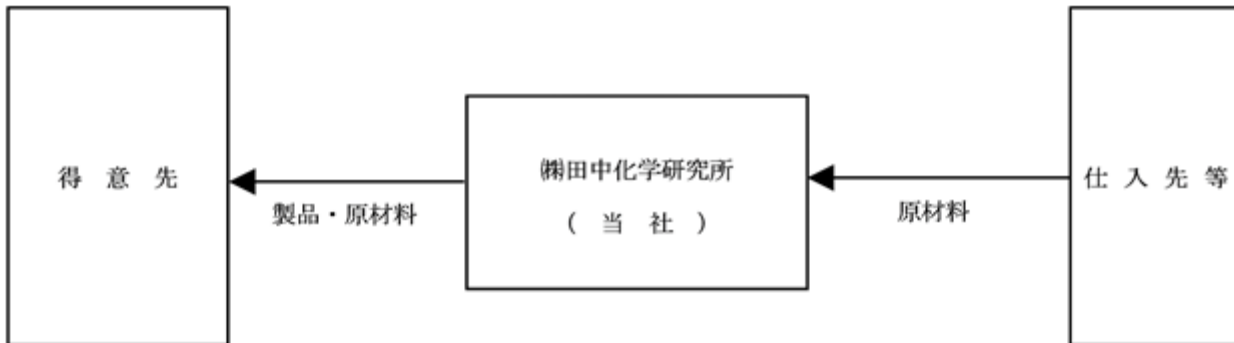 得意先
製品・原材料
㈱田中化学研究所
(当社)
原材料
仕入先等